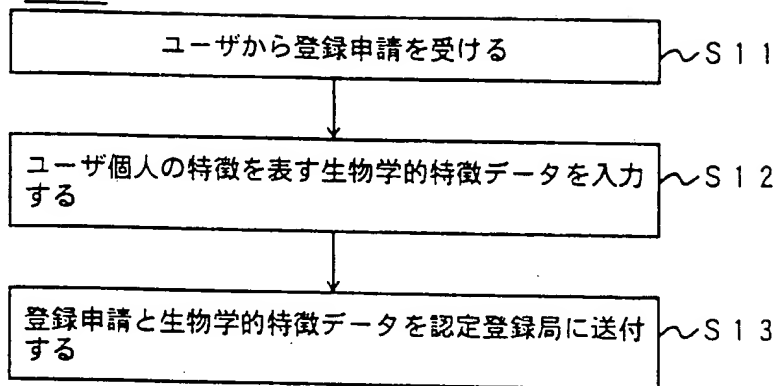 ユーザから登録申請を受ける
S11
ユーザ個人の特徴を表す生物学的特徴データを入力
する
S12
登録申請と生物学的特徴データを認定登録局に送付
する
S13